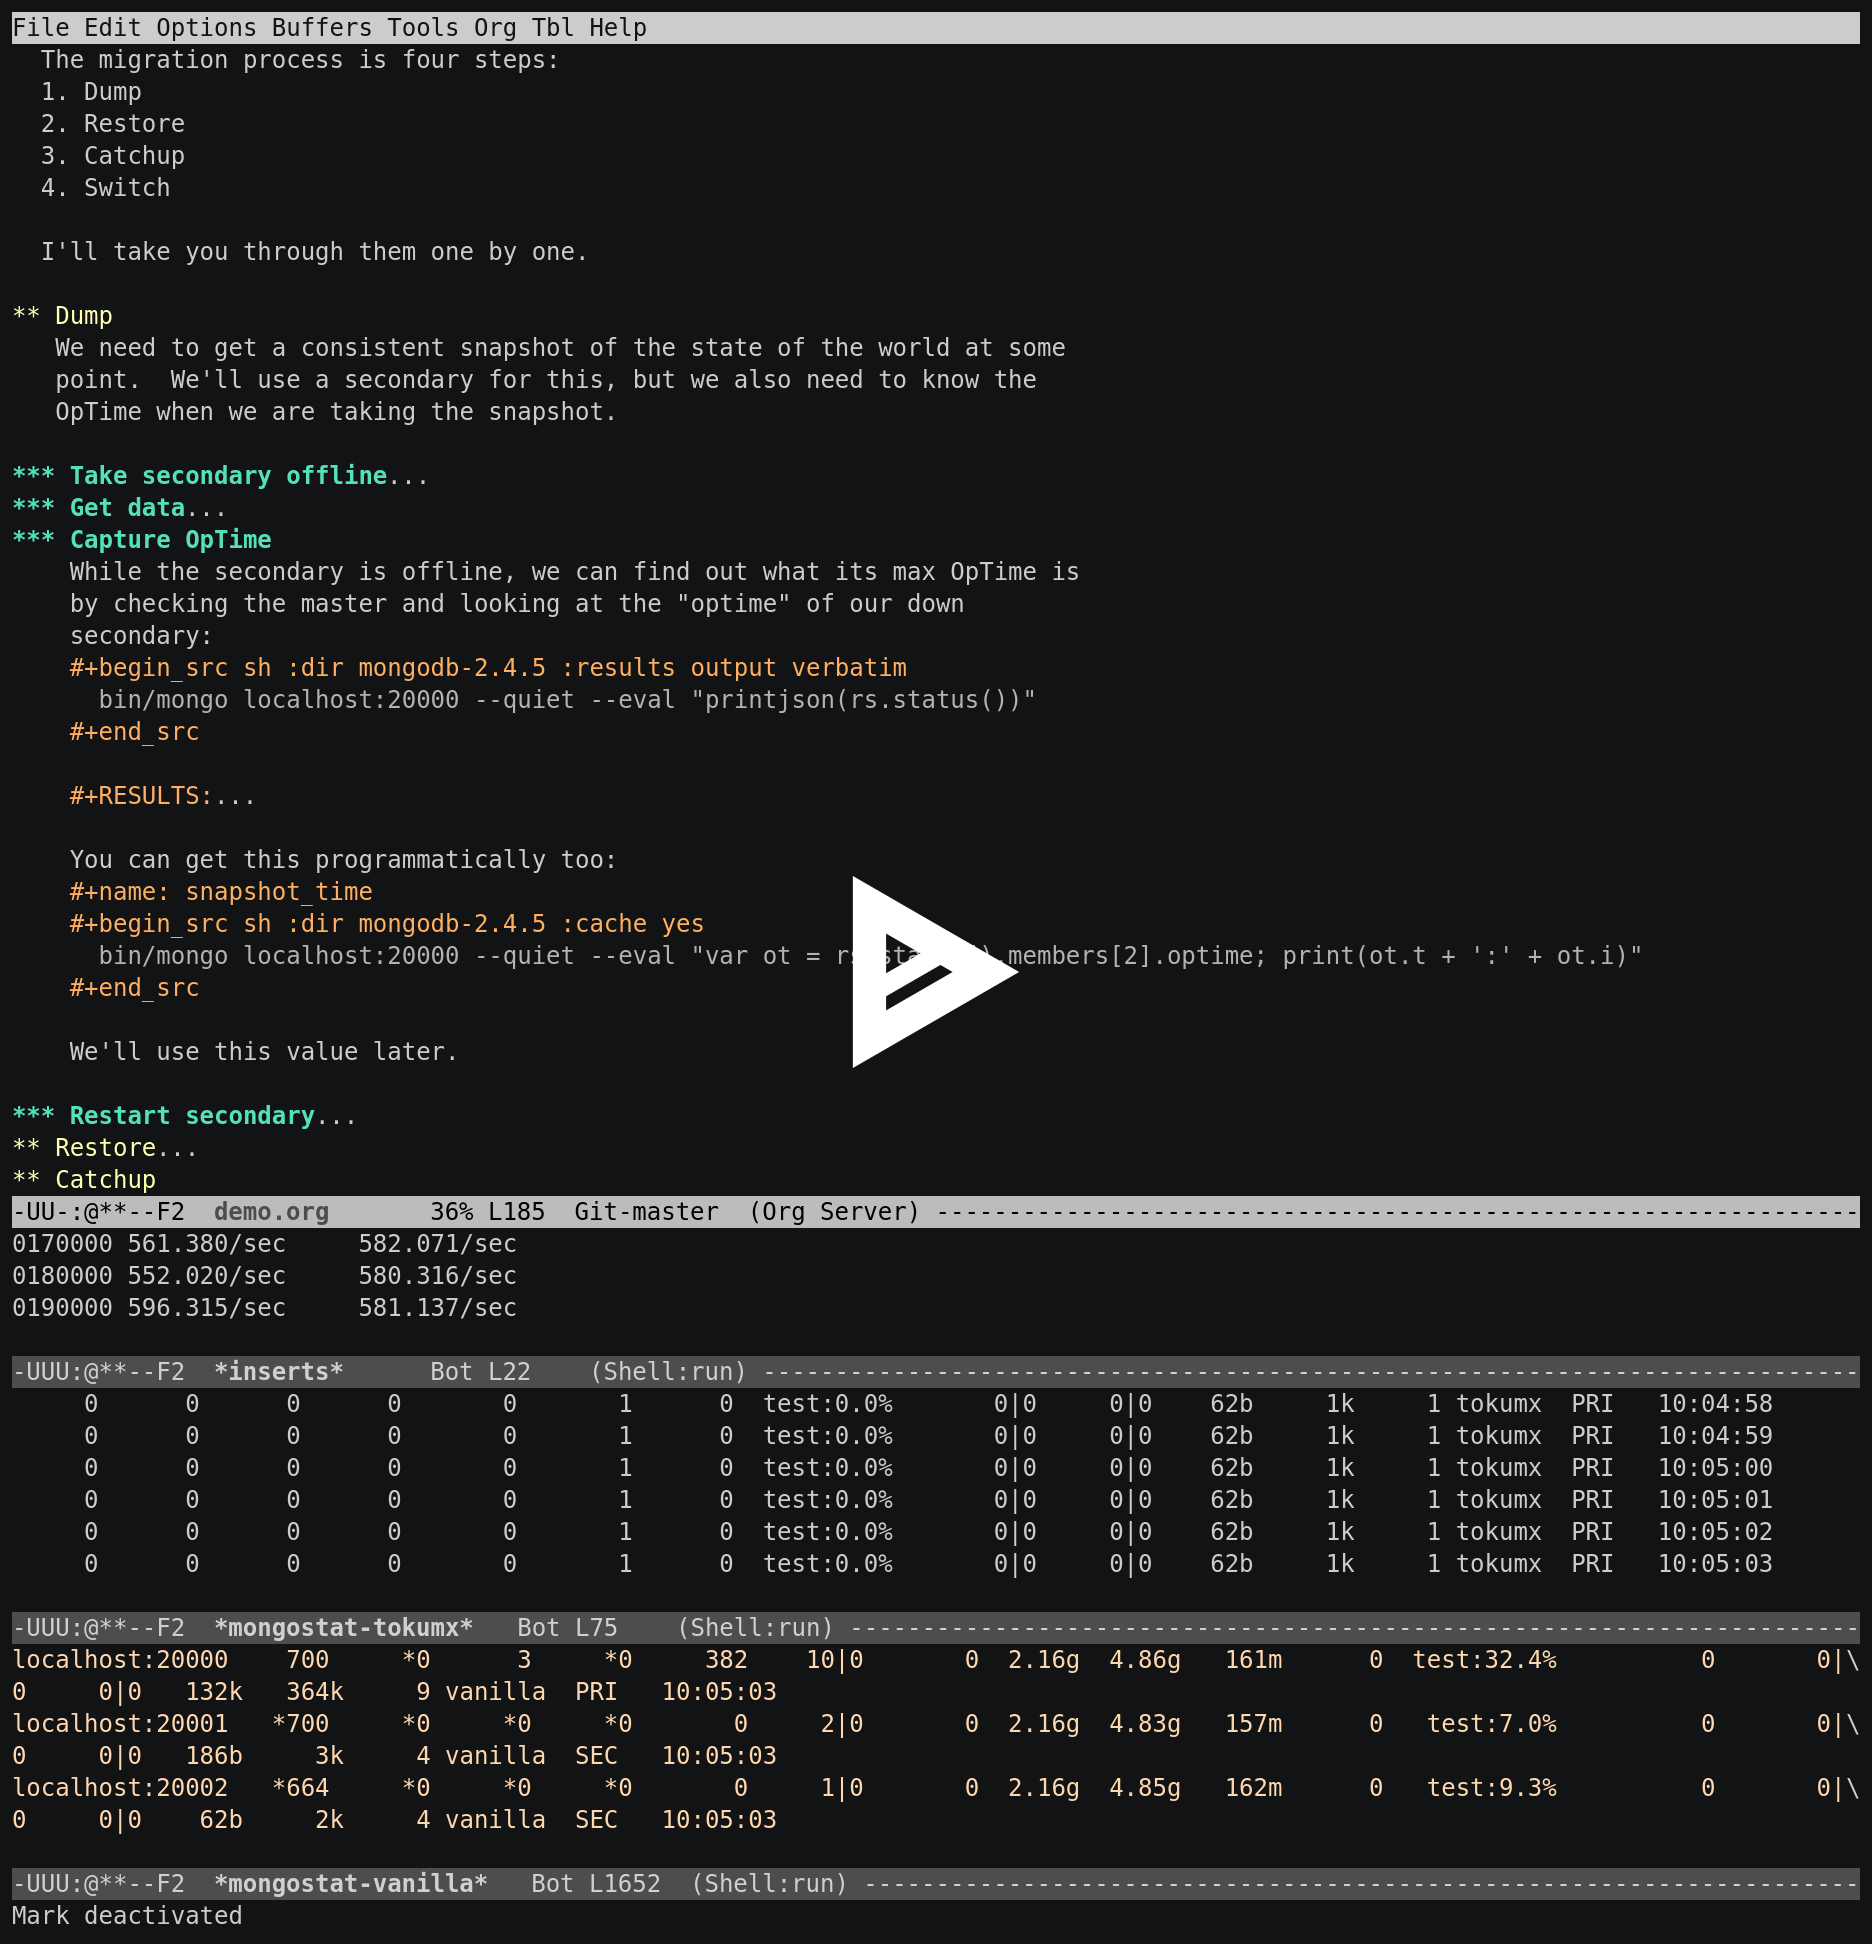 File Edit Options Buffers Tools Org Tbl Help
  The migration process is four steps:
  1. Dump
  2. Restore
  3. Catchup
  4. Switch

  I'll take you through them one by one.

** Dump
   We need to get a consistent snapshot of the state of the world at some
   point.  We'll use a secondary for this, but we also need to know the
   OpTime when we are taking the snapshot.

*** Take secondary offline...
*** Get data...
*** Capture OpTime
    While the secondary is offline, we can find out what its max OpTime is
    by checking the master and looking at the "optime" of our down
    secondary:
    #+begin_src sh :dir mongodb-2.4.5 :results output verbatim
      bin/mongo localhost:20000 --quiet --eval "printjson(rs.status())"
    #+end_src

    #+RESULTS:...

    You can get this programmatically too:
    #+name: snapshot_time
    #+begin_src sh :dir mongodb-2.4.5 :cache yes
      bin/mongo localhost:20000 --quiet --eval "var ot = .members[2].optime; print(ot.t + ':' + ot.i)"
    #+end_src

    We'll use this value later.

*** Restart secondary...
** Restore...
** Catchup
-UU-:@**--F2  demo.org       36% L185  Git-master  (Org Server) ----------------------------------------------------------------
0170000 561.380/sec     582.071/sec
0180000 552.020/sec     580.316/sec
0190000 596.315/sec     581.137/sec

-UUU:@**--F2  *inserts*      Bot L22    (Shell:run) ----------------------------------------------------------------------------
     0      0      0      0       0       1      0  test:0.0%       0|0     0|0    62b     1k     1 tokumx  PRI   10:04:58
     0      0      0      0       0       1      0  test:0.0%       0|0     0|0    62b     1k     1 tokumx  PRI   10:04:59
     0      0      0      0       0       1      0  test:0.0%       0|0     0|0    62b     1k     1 tokumx  PRI   10:05:00
     0      0      0      0       0       1      0  test:0.0%       0|0     0|0    62b     1k     1 tokumx  PRI   10:05:01
     0      0      0      0       0       1      0  test:0.0%       0|0     0|0    62b     1k     1 tokumx  PRI   10:05:02
     0      0      0      0       0       1      0  test:0.0%       0|0     0|0    62b     1k     1 tokumx  PRI   10:05:03

-UUU:@**--F2  *mongostat-tokumx*   Bot L75    (Shell:run) ----------------------------------------------------------------------
localhost:20000    700     *0      3     *0     382    10|0       0  2.16g  4.86g   161m      0  test:32.4%          0       0|\
0     0|0   132k   364k     9 vanilla  PRI   10:05:03
localhost:20001   *700     *0     *0     *0       0     2|0       0  2.16g  4.83g   157m      0   test:7.0%          0       0|\
0     0|0   186b     3k     4 vanilla  SEC   10:05:03
localhost:20002   *664     *0     *0     *0       0     1|0       0  2.16g  4.85g   162m      0   test:9.3%          0       0|\
0     0|0    62b     2k     4 vanilla  SEC   10:05:03

-UUU:@**--F2  *mongostat-vanilla*   Bot L1652  (Shell:run) ---------------------------------------------------------------------
Mark deactivated